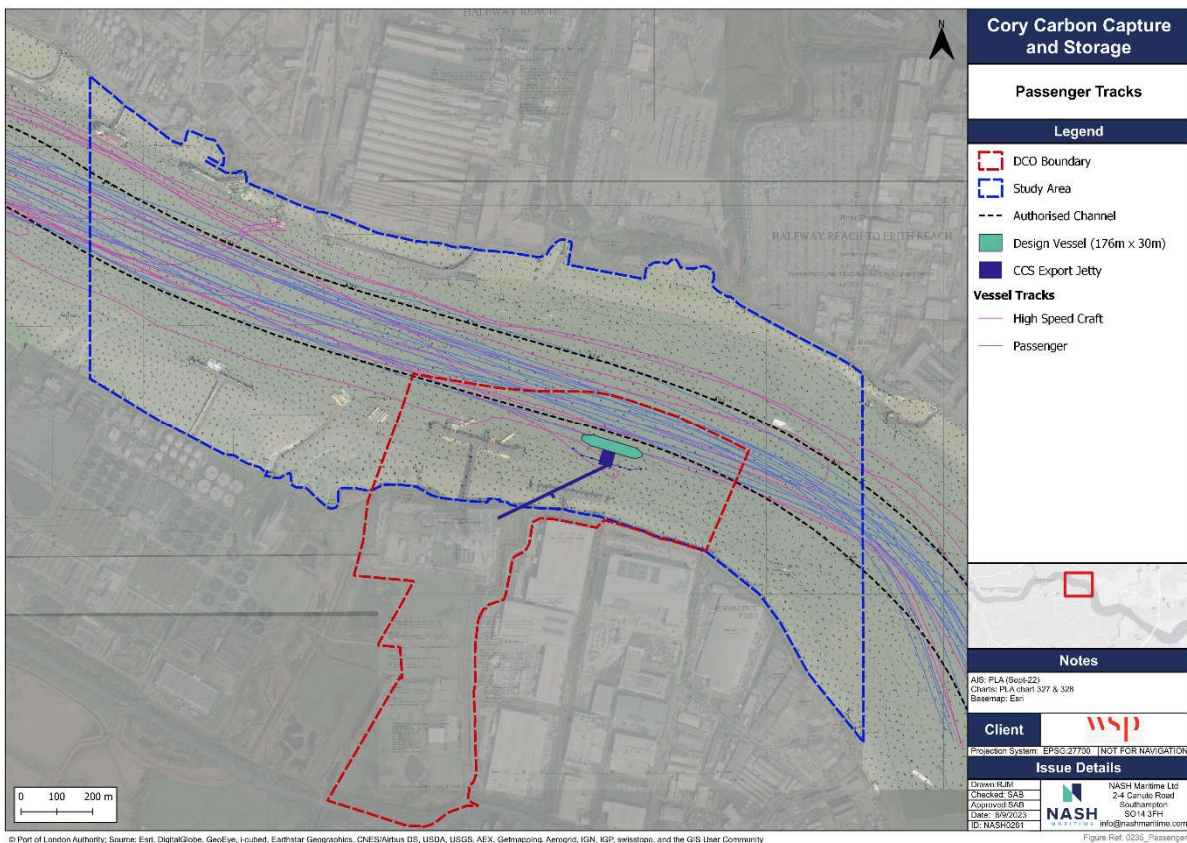 HALFWAY REACH
HALFWAY REACH TO ERITH REACH
N
0 100 200 m
Cory Carbon Capture
and Storage
Passenger Tracks
Legend
DCO Boundary
Study Area
Authorised Channel
Design Vessel (176m x 30m)
CCS Export Jetty
Vessel Tracks
High Speed Craft
Passenger
Notes
AIS: PLA (Sept-22)
Charts: PLA chart 327 & 328
Basemap: Esri
Client
wsp
Projection System: EPSG:27700 NOT FOR NAVIGATION
Issue Details
Drawn: RJM
Checked: SAB
Approved: SAB
Date: 8/9/2023
ID: NASH0261
NASH
MARITIME
NASH Maritime Ltd
2-4 Canute Road
Southampton
SO14 3FH
info@nashmaritime.com
© Part of London Authority; Source: Esri, DigitalGlobe, GeoEye, i-cubed, Earthstar Geographics, CNES/Airbus DS, USDA, USGS, AEX, Getmapping, Aerogrid, IGN, IGP, swisstopo, and the GIS User Community
Figure Ref: 0235_Passenger